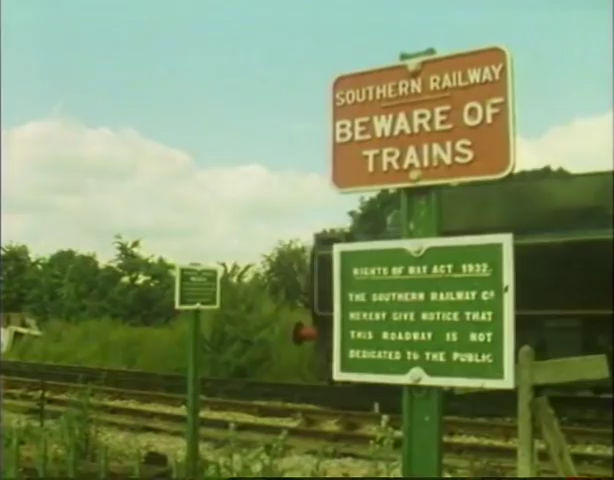 SOUTHERN RAILWAY
BEWARE OF
TRAINS
RIGHTS OF WAY ACT 1932.
THE SOUTHERN RAILWAY CO
HEREBY GIVE NOTICE THAT
THIS ROADWAY IS NOT
DEDICATED TO THE PUBLIC